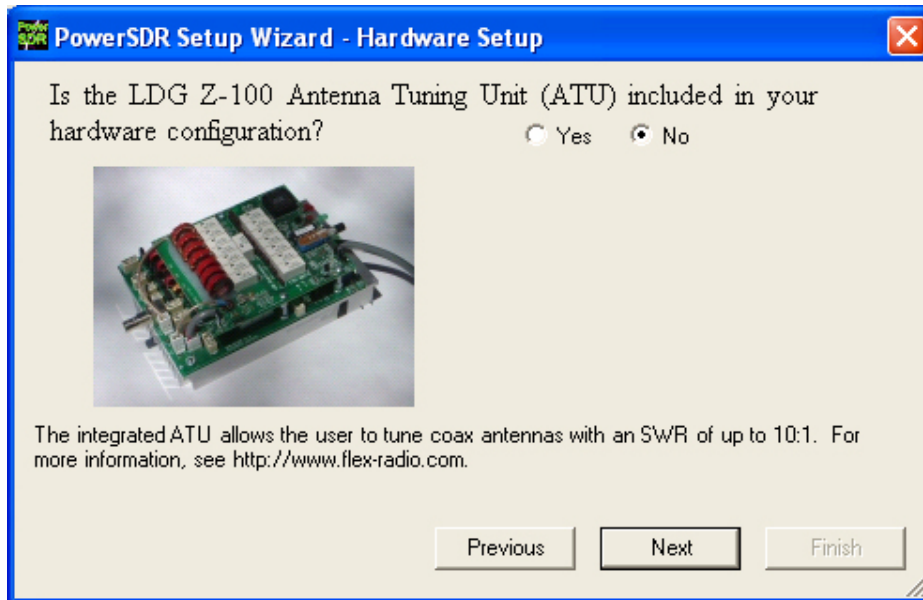 Power SDR
PowerSDR Setup Wizard - Hardware Setup
Is the LDG Z-100 Antenna Tuning Unit (ATU) included in your
hardware configuration?
Yes
No
The integrated ATU allows the user to tune coax antennas with an SWR of up to 10:1. For
more information, see http://www.flex-radio.com.
Previous
Next
Finish